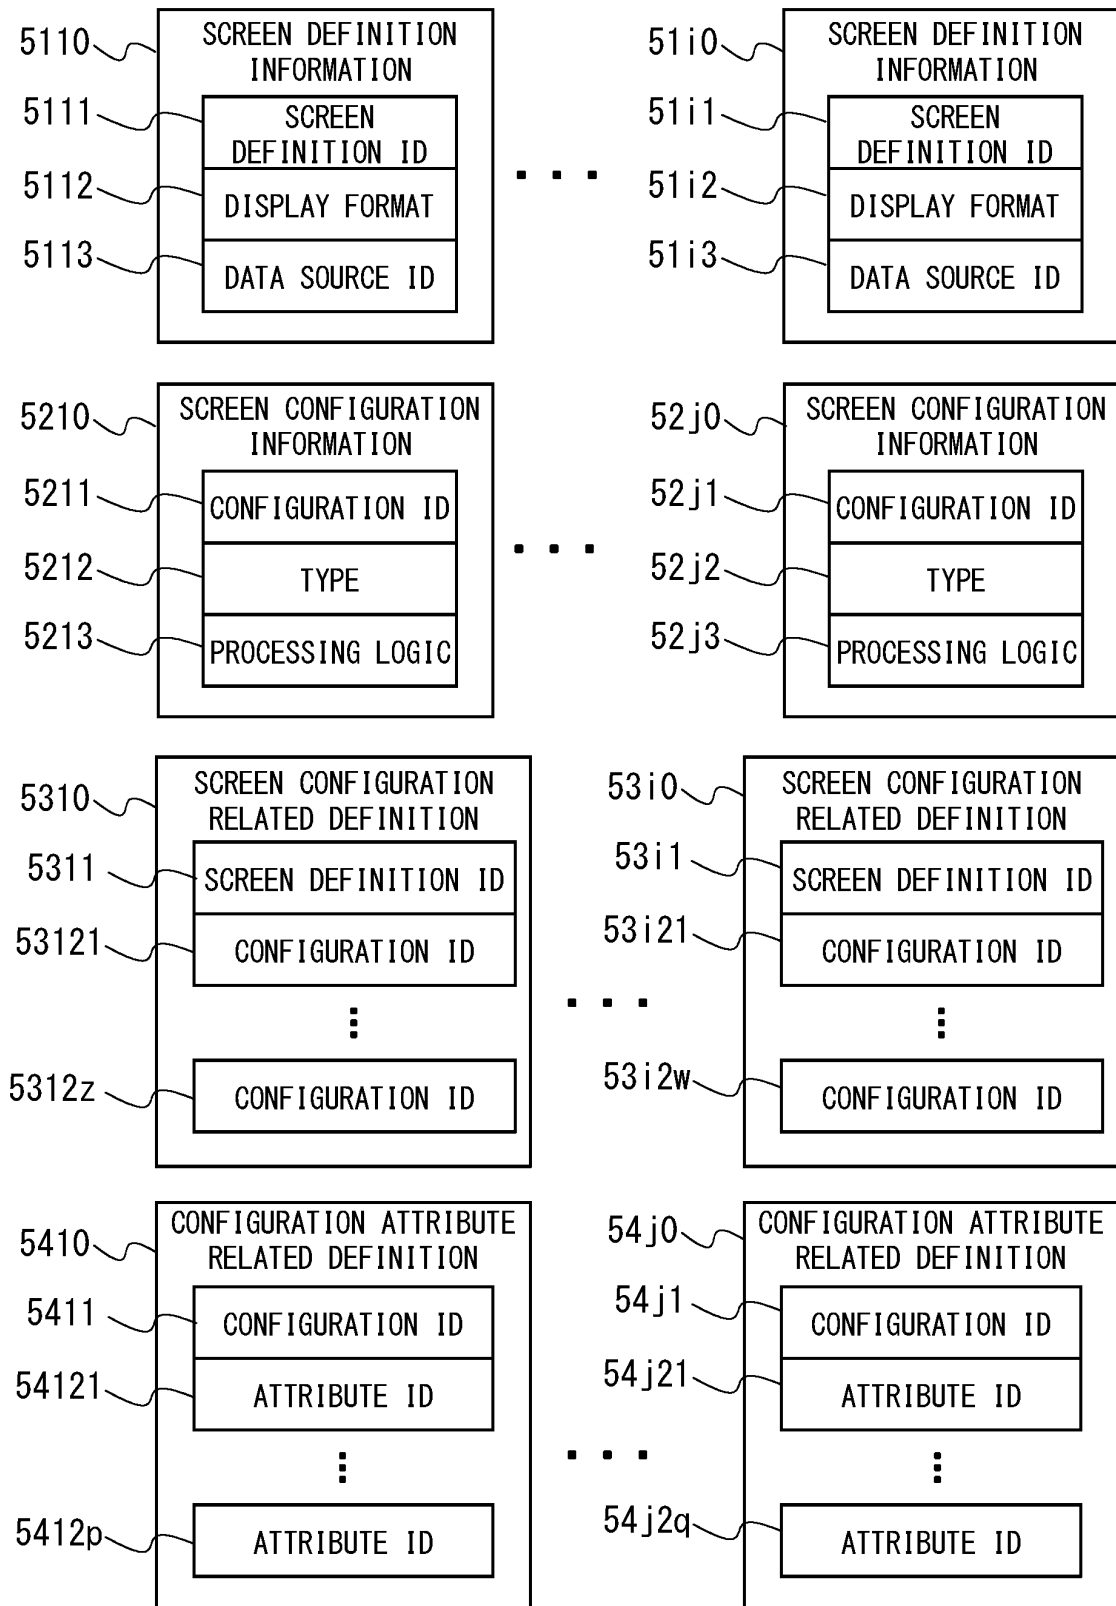 5110
SCREEN DEFINITION
INFORMATION
5111
SCREEN
DEFINITION ID
5112
DISPLAY FORMAT
5113
DATA SOURCE ID
51i0
SCREEN DEFINITION
INFORMATION
51i1
SCREEN
DEFINITION ID
51i2
DISPLAY FORMAT
51i3
DATA SOURCE ID
5210
SCREEN CONFIGURATION
INFORMATION
5211
CONFIGURATION ID
5212
TYPE
5213
PROCESSING LOGIC
52j0
SCREEN CONFIGURATION
INFORMATION
52j1
CONFIGURATION ID
52j2
TYPE
52j3
PROCESSING LOGIC
5310
SCREEN CONFIGURATION
RELATED DEFINITION
5311
SCREEN DEFINITION ID
53121
CONFIGURATION ID
5312z
CONFIGURATION ID
53i0
SCREEN CONFIGURATION
RELATED DEFINITION
53i1
SCREEN DEFINITION ID
53i21
CONFIGURATION ID
53i2w
CONFIGURATION ID
5410
CONFIGURATION ATTRIBUTE
RELATED DEFINITION
5411
CONFIGURATION ID
54121
ATTRIBUTE ID
5412p
ATTRIBUTE ID
54j0
CONFIGURATION ATTRIBUTE
RELATED DEFINITION
54j1
CONFIGURATION ID
54j21
ATTRIBUTE ID
54j2q
ATTRIBUTE ID